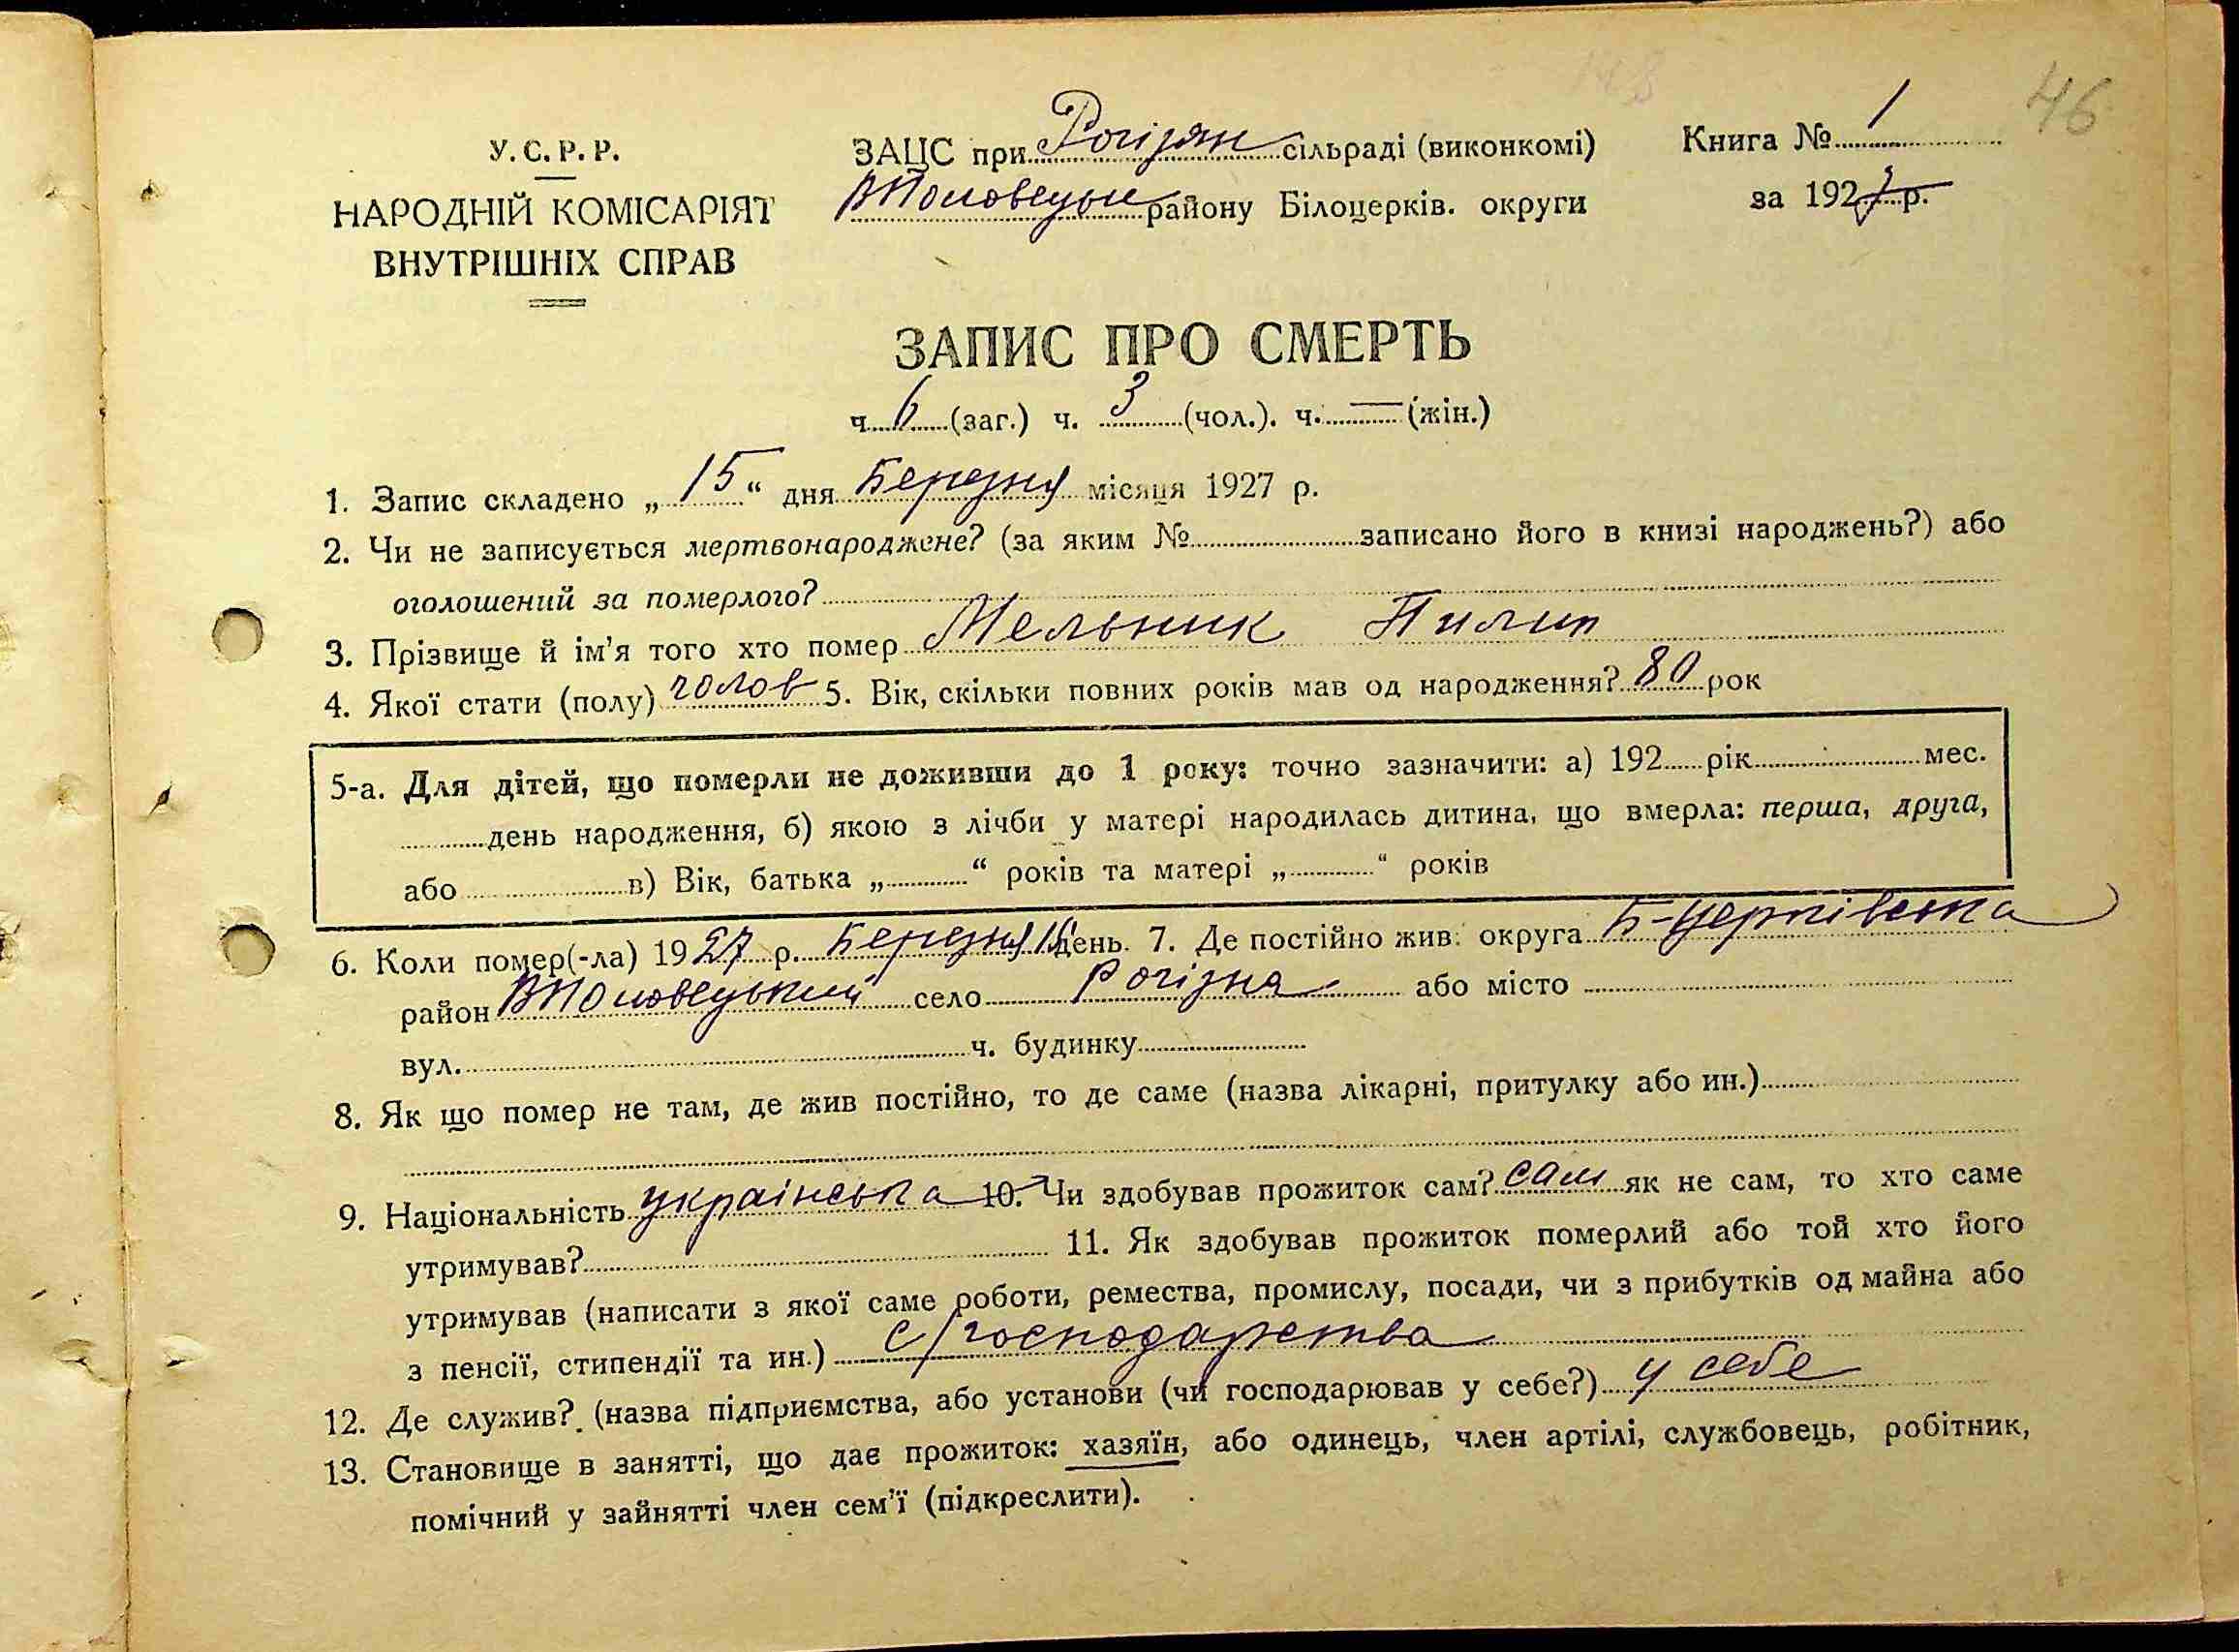 46
У. С. Р. Р.
НАРОДНІЙ КОМІСАРІЯТ
ВНУТРІШНІХ СПРАВ
ЗАЦС при Рогізян сільраді (виконкомі)
ВПоловецьк району Білоцерків. округи
Книга № 1
за 1927 р.
ЗАПИС ПРО СМЕРТЬ
ч. 6 (заг.) ч. 3 (чол.). ч. — (жін.)
1. Запис складено „ 15 “ дня Березня місяця 1927 р.
2. Чи не записується мертвонароджене? (за яким № записано його в книзі народжень?) або
оголошений за померлого?
3. Прізвище й ім’я того хто помер Мельник Пилип
4. Якої стати (полу) чолов 5. Вік, скільки повних років мав од народження? 80 рок
5-а. Для дітей, що померли не доживши до 1 року: точно зазначити: а) 192 рік мес.
день народження, б) якою з лічби у матері народилась дитина, що вмерла: перша, друга,
або в) Вік, батька „ “ років та матері „ “ років
6. Коли помер(-ла) 1927 р. Березня день. 7. Де постійно жив: округа Б-Церківська
район ВПоловецький село Рогізна або місто
вул. ч. будинку
8. Як що помер не там, де жив постійно, то де саме (назва лікарні, притулку або ин.)
9. Національність українська 10. Чи здобував прожиток сам? сам як не сам, то хто саме
утримував? 11. Як здобував прожиток померлий або той хто його
утримував (написати з якої саме роботи, ремества, промислу, посади, чи з прибутків од майна або
з пенсії, стипендії та ин.) с/господарства
12. Де служив? (назва підприємства, або установи (чи господарював у себе?) у себе
13. Становище в занятті, що дає прожиток: хазяїн, або одинець, член артілі, службовець, робітник,
помічний у зайнятті член сем’ї (підкреслити).